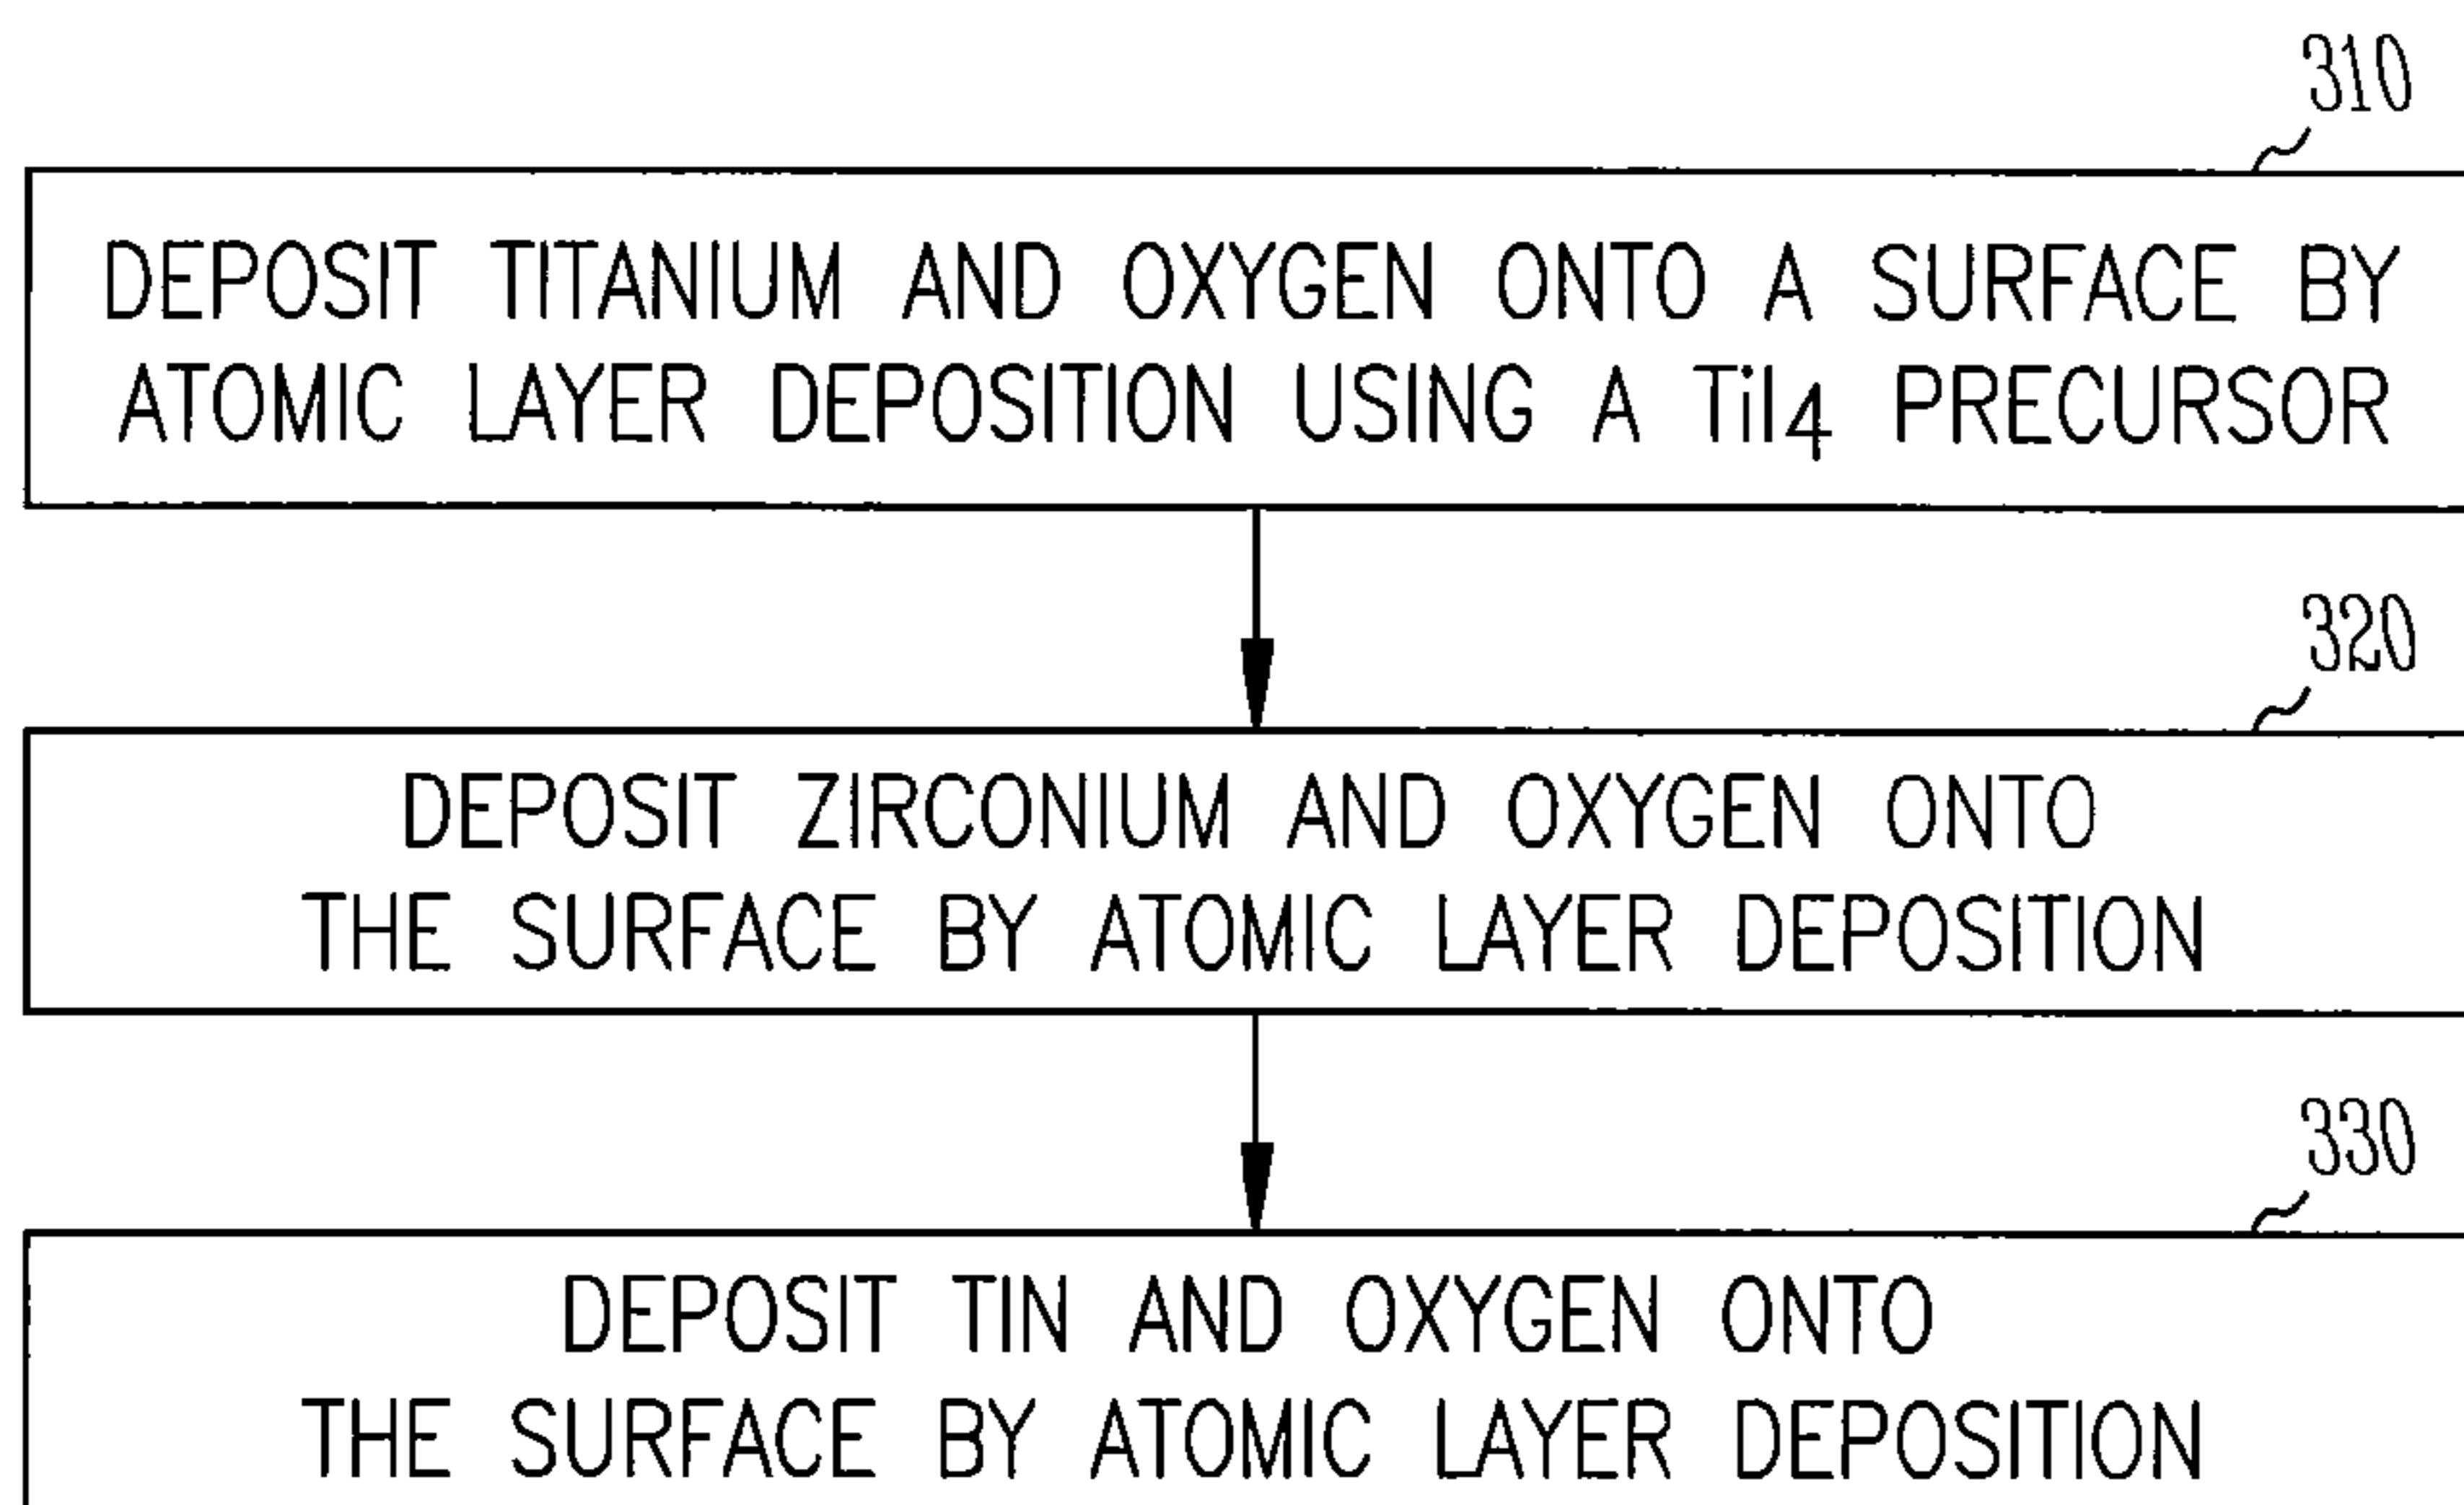 310
DEPOSIT TITANIUM AND OXYGEN ONTO A SURFACE BY
ATOMIC LAYER DEPOSITION USING A TiI4 PRECURSOR
320
DEPOSIT ZIRCONIUM AND OXYGEN ONTO
THE SURFACE BY ATOMIC LAYER DEPOSITION
330
DEPOSIT TIN AND OXYGEN ONTO
THE SURFACE BY ATOMIC LAYER DEPOSITION